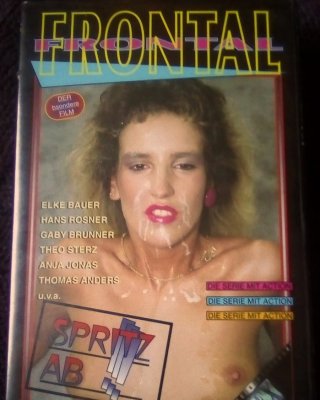 FRONTAL
FRONTAL
DER
besondere
FILM
ELKE BAUER
HANS ROSNER
GABY BRUNNER
THEO STERZ
ANJA JONAS
THOMAS ANDERS
u.v.a.
DIE SERIE MIT ACTION
DIE SERIE MIT ACTION
DIE SERIE MIT ACTION
SPRITZ
AB